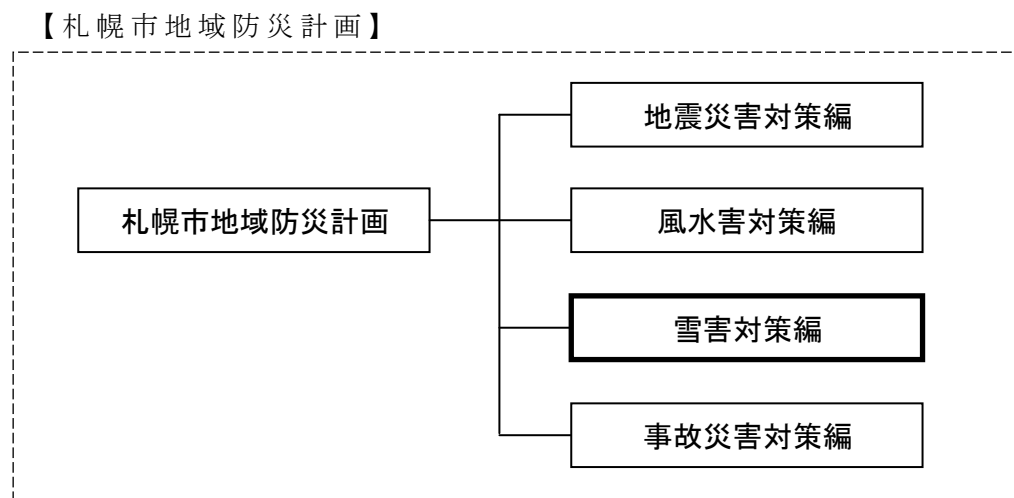 【札幌市地域防災計画】
地震災害対策編
札幌市地域防災計画
風水害対策編
雪害対策編
事故災害対策編